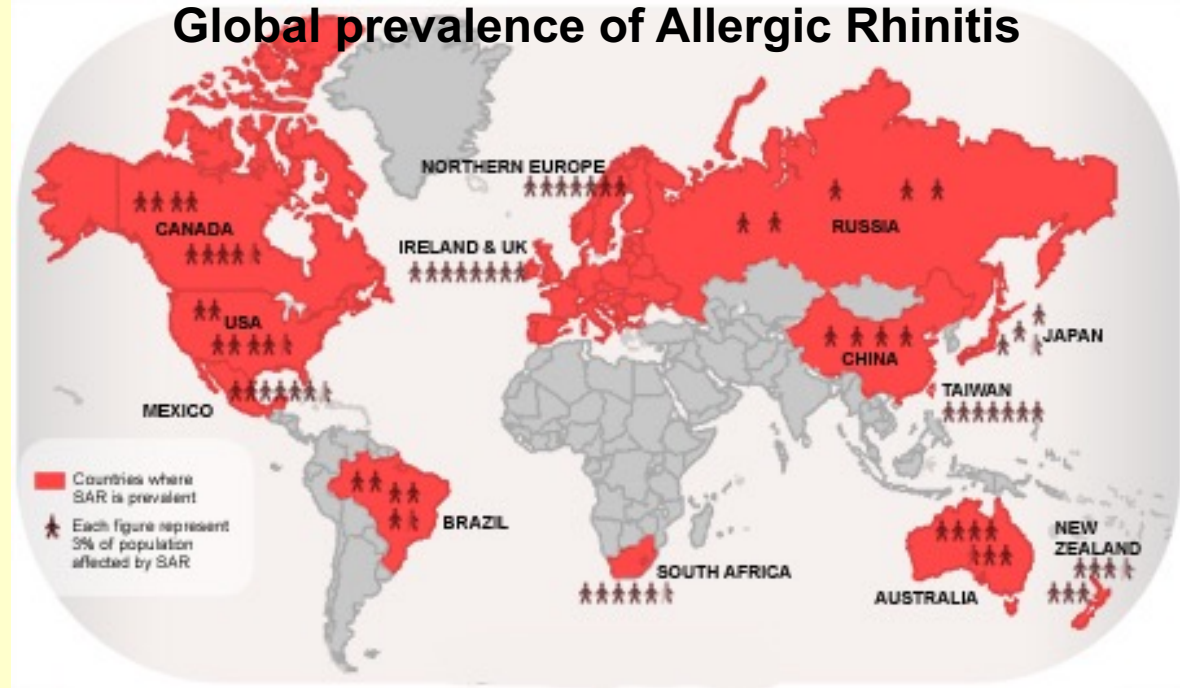 Global prevalence of Allergic Rhinitis
NORTHERN EUROPE
CANADA
RUSSIA
IRELAND & UK
USA
JAPAN
CHINA
MEXICO
TAIWAN
Countries where
SAR is prevalent
Each figure represent
3% of population
affected by SAR
BRAZIL
SOUTH AFRICA
NEW
ZEALAND
AUSTRALIA